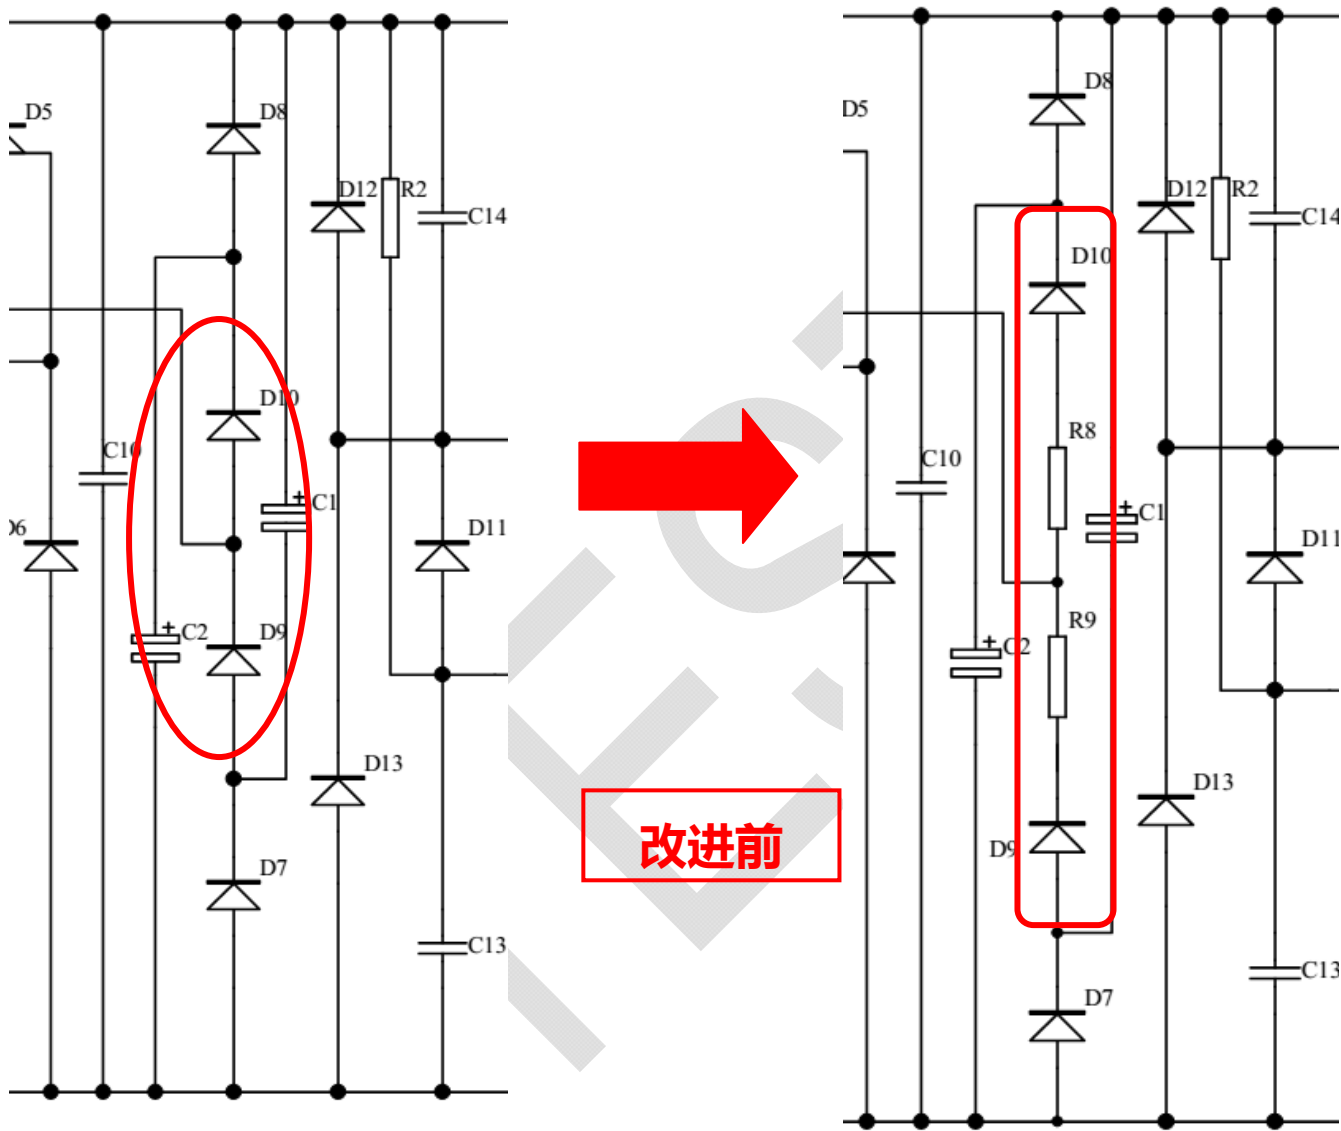 D5
D8
D12
R2
C14
D10
C10
+
C1
D6
D11
+
C2
D9
D13
D7
C13
改进前
D8
D5
D12
R2
C14
D10
R8
C10
+
C1
D11
R9
+
C2
D13
D9
C13
D7